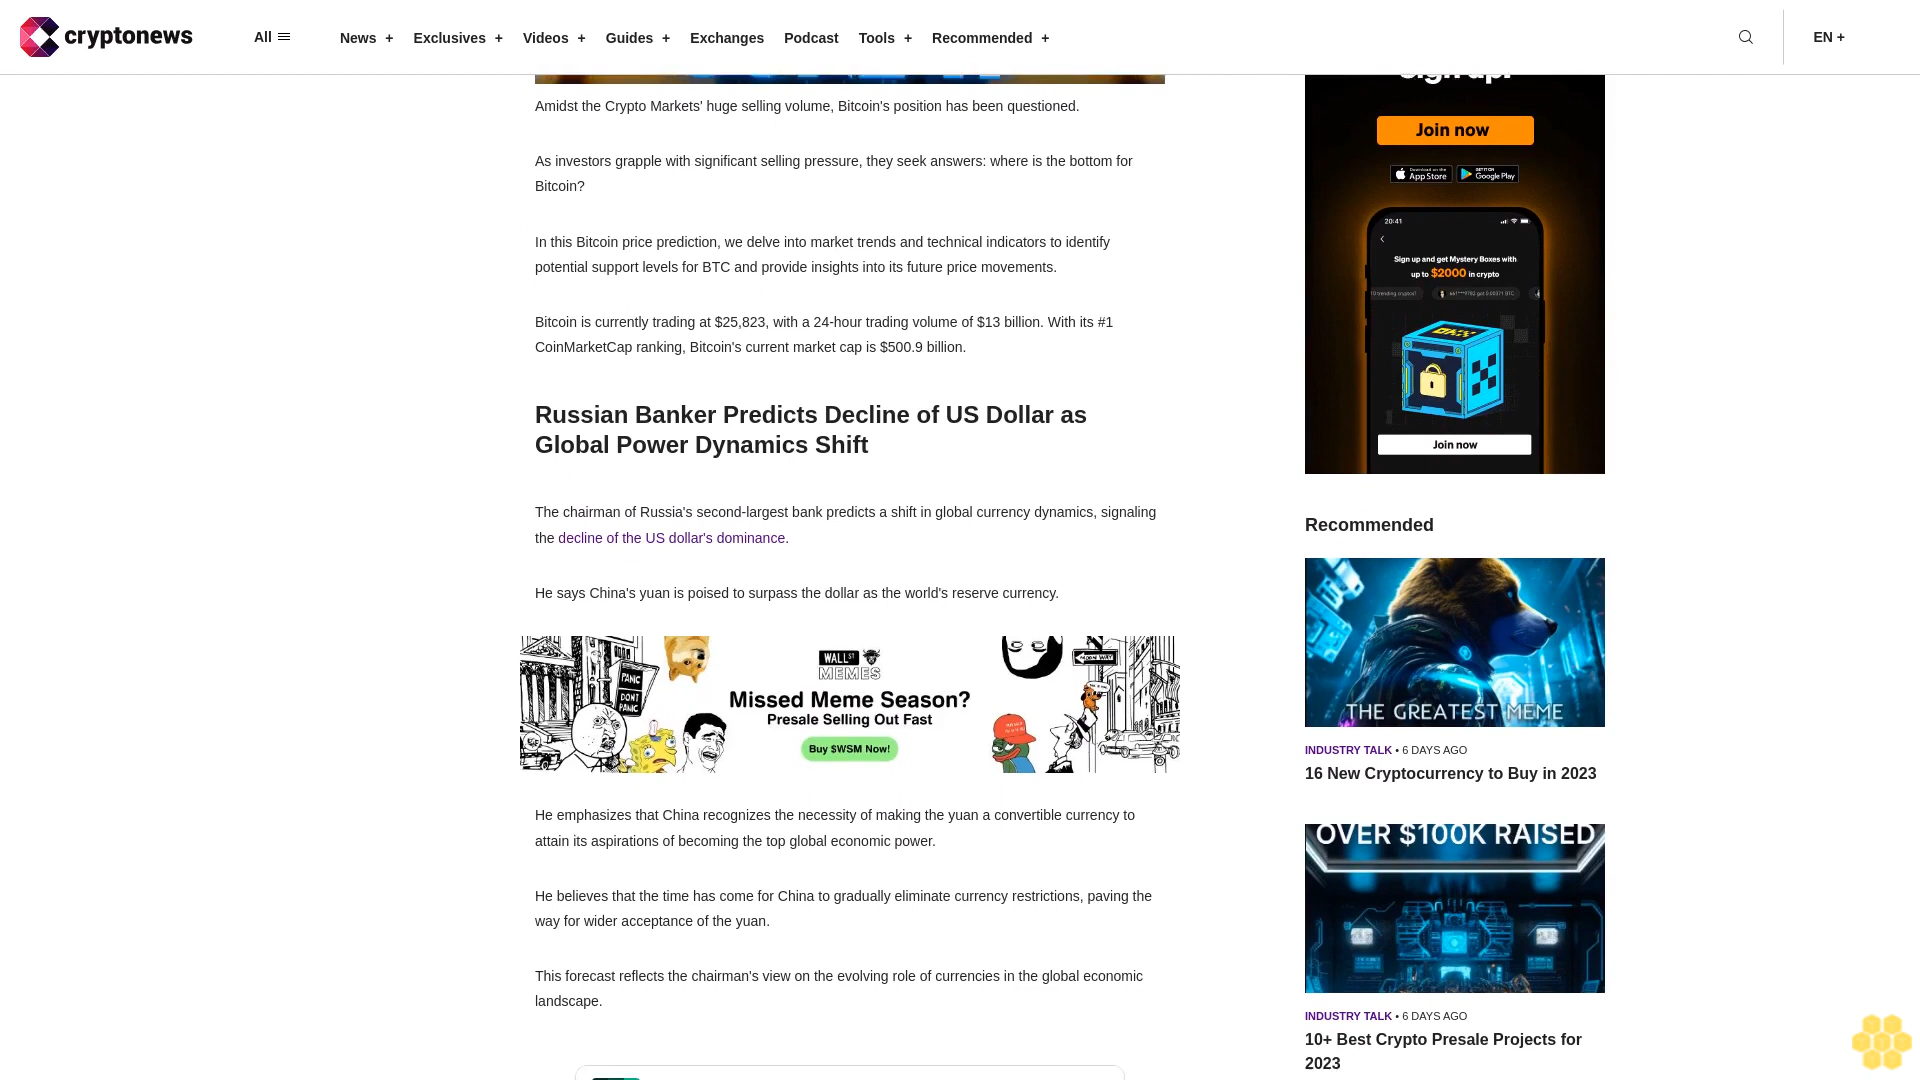 cryptonews
All
News +
Exclusives +
Videos +
Guides +
Exchanges
Podcast
Tools +
Recommended +
EN +
Amidst the Crypto Markets' huge selling volume, Bitcoin's position has been questioned.
As investors grapple with significant selling pressure, they seek answers: where is the bottom for
Bitcoin?
In this Bitcoin price prediction, we delve into market trends and technical indicators to identify
potential support levels for BTC and provide insights into its future price movements.
Bitcoin is currently trading at $25,823, with a 24-hour trading volume of $13 billion. With its #1
CoinMarketCap ranking, Bitcoin's current market cap is $500.9 billion.
Russian Banker Predicts Decline of US Dollar as
Global Power Dynamics Shift
The chairman of Russia's second-largest bank predicts a shift in global currency dynamics, signaling
the decline of the US dollar's dominance.
He says China's yuan is poised to surpass the dollar as the world's reserve currency.
PANIC
DONT
PANIC
WALL ST
MEMES
Missed Meme Season?
Presale Selling Out Fast
Buy $WSM Now!
He emphasizes that China recognizes the necessity of making the yuan a convertible currency to
attain its aspirations of becoming the top global economic power.
He believes that the time has come for China to gradually eliminate currency restrictions, paving the
way for wider acceptance of the yuan.
This forecast reflects the chairman's view on the evolving role of currencies in the global economic
landscape.
Sign up!
Join now
Download on the
App Store
GET IT ON
Google Play
20:41
Sign up and get Mystery Boxes with
up to $2000 in crypto
Join now
Recommended
THE GREATEST MEME
INDUSTRY TALK • 6 DAYS AGO
16 New Cryptocurrency to Buy in 2023
OVER $100K RAISED
INDUSTRY TALK • 6 DAYS AGO
10+ Best Crypto Presale Projects for
2023